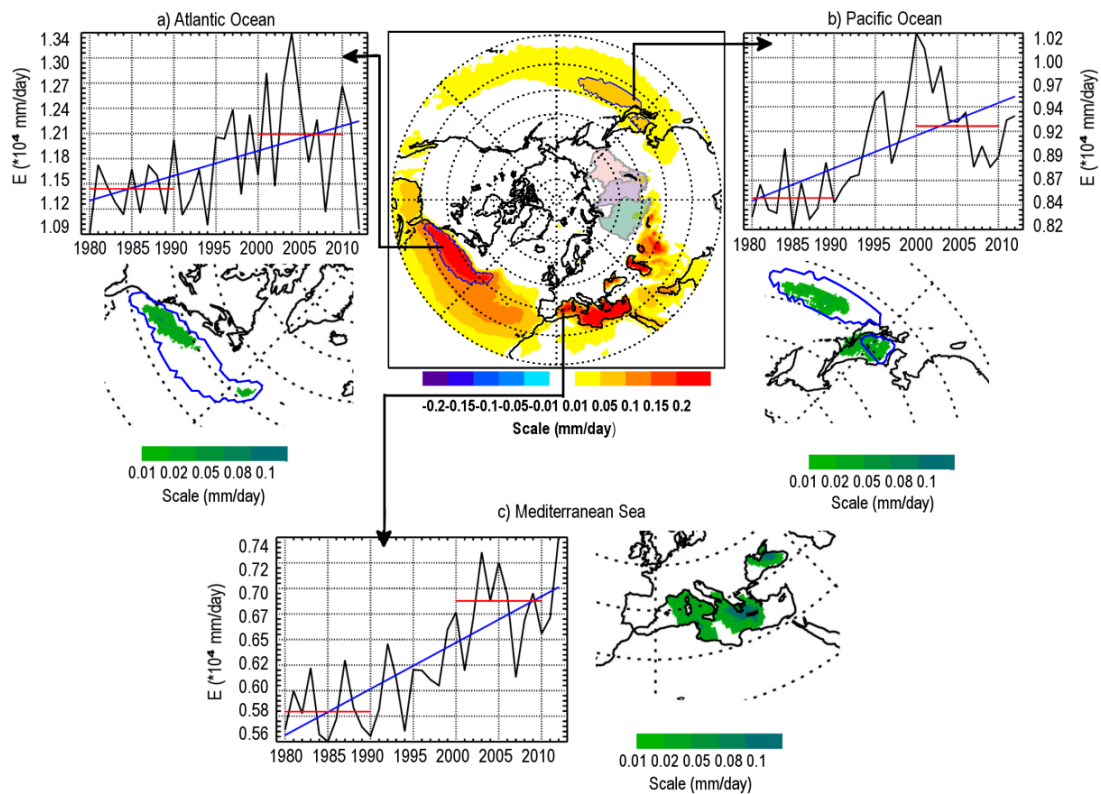 a) Atlantic Ocean
E (*10⁴ mm/day)
1.34
1.30
1.27
1.24
1.21
1.18
1.15
1.12
1.09
1980 1985 1990 1995 2000 2005 2010
b) Pacific Ocean
1.02
1.00
0.97
0.94
0.92
0.89
0.87
0.84
0.82
E (*10⁴ mm/day)
1980 1985 1990 1995 2000 2005 2010
-0.2 -0.15 -0.1 -0.05 -0.01 0.01 0.05 0.1 0.15 0.2
Scale (mm/day)
0.01 0.02 0.05 0.08 0.1
Scale (mm/day)
0.01 0.02 0.05 0.08 0.1
Scale (mm/day)
c) Mediterranean Sea
E (*10⁴ mm/day)
0.74
0.72
0.70
0.67
0.65
0.62
0.60
0.58
0.56
1980 1985 1990 1995 2000 2005 2010
0.01 0.02 0.05 0.08 0.1
Scale (mm/day)